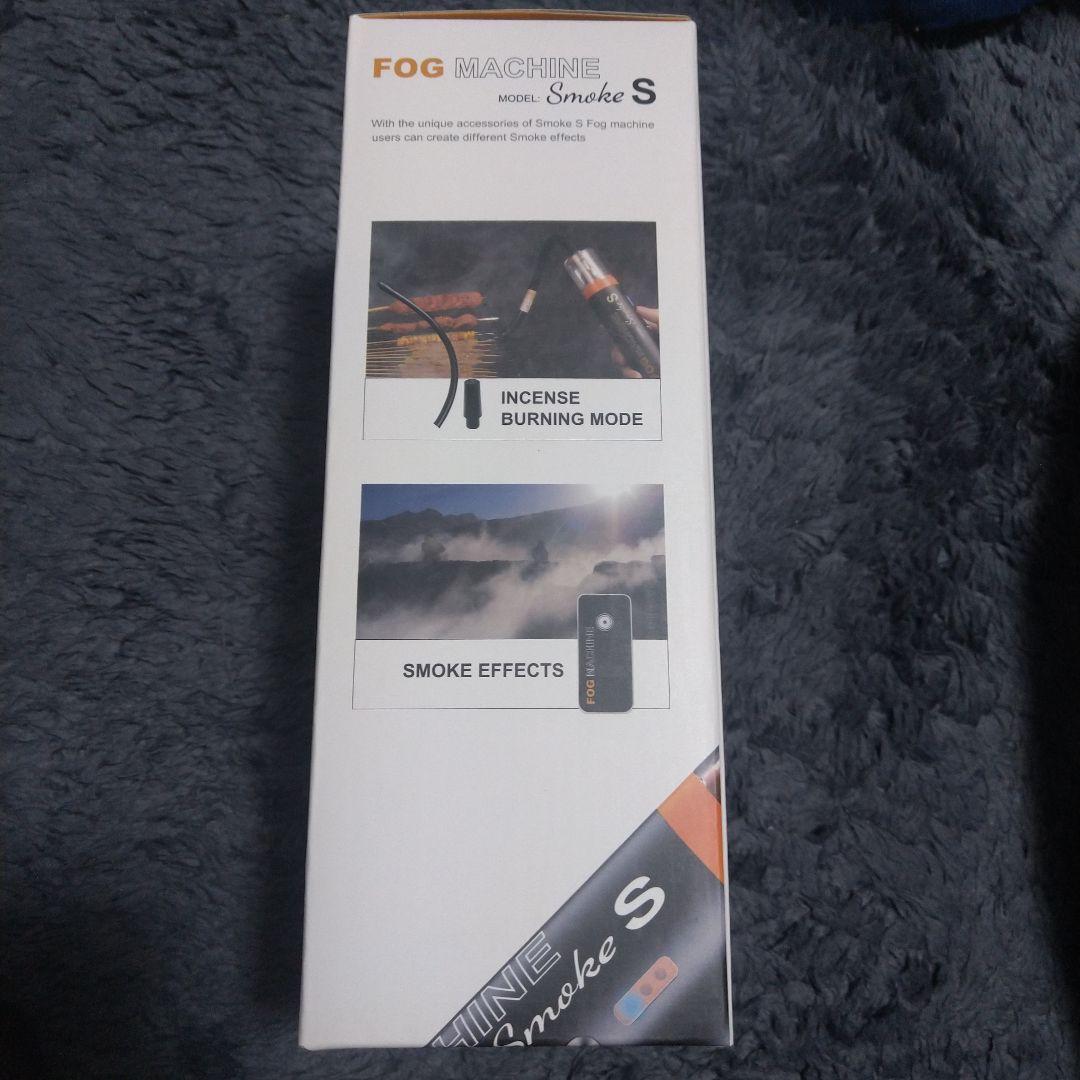 FOG MACHINE
MODEL: Smoke S
With the unique accessories of Smoke S Fog machine
users can create different Smoke effects
Smoke S
INCENSE
BURNING MODE
FOG MACHINE
SMOKE EFFECTS
HINE
Smoke S